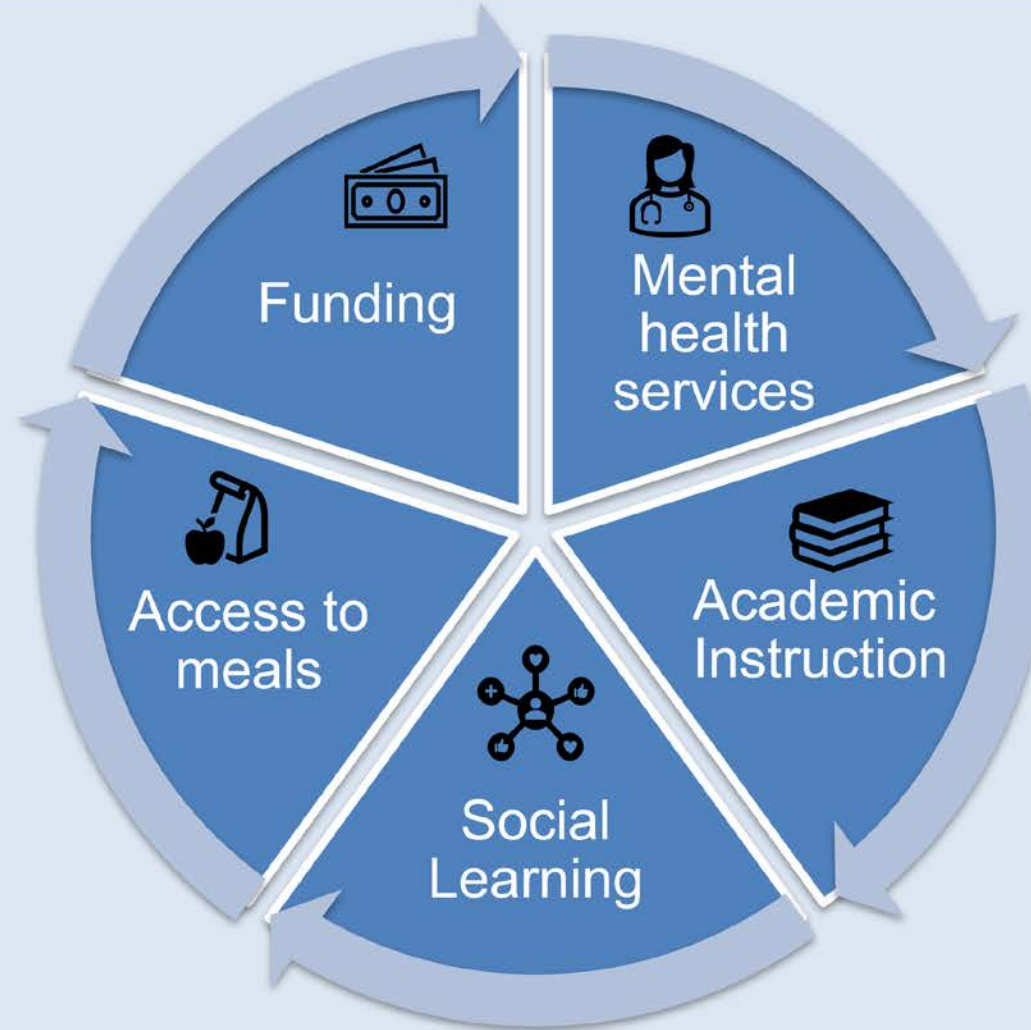 Funding
Mental
health
services
Academic
Instruction
Social
Learning
Access to
meals